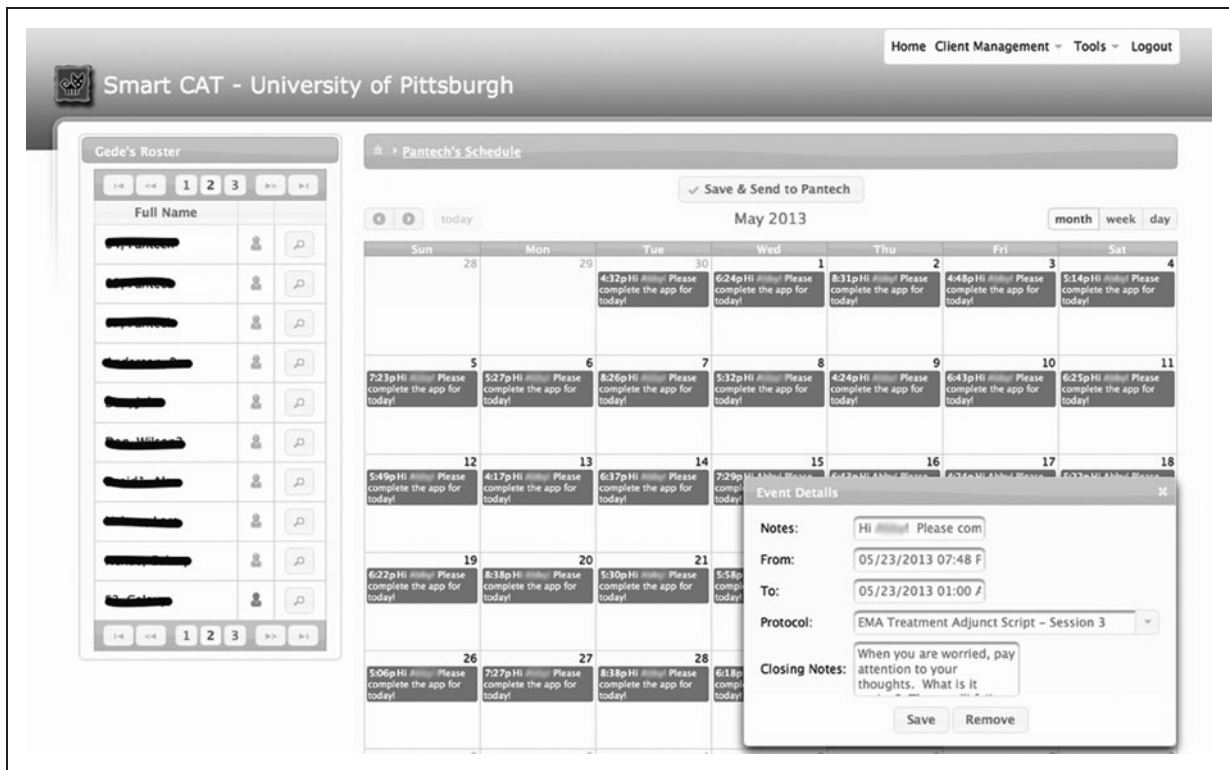 Home Client Management Tools Logout
Smart CAT - University of Pittsburgh
Gede's Roster
1 2 3
Full Name
1 2 3
Pantech's Schedule
Save & Send to Pantech
today
May 2013
month week day
Sun Mon Tue Wed Thu Fri Sat
28 29 30 1 2 3 4
4:32p Hi Please complete the app for today!
6:24p Hi Please complete the app for today!
8:31p Hi Please complete the app for today!
4:48p Hi Please complete the app for today!
5:14p Hi Please complete the app for today!
5 6 7 8 9 10 11
7:23p Hi Please complete the app for today!
5:27p Hi Please complete the app for today!
8:26p Hi Please complete the app for today!
5:32p Hi Please complete the app for today!
4:24p Hi Please complete the app for today!
6:43p Hi Please complete the app for today!
6:25p Hi Please complete the app for today!
12 13 14 15 16 17 18
5:49p Hi Please complete the app for today!
4:17p Hi Please complete the app for today!
6:37p Hi Please complete the app for today!
7:29p
19 20 21
6:22p Hi Please complete the app for today!
8:38p Hi Please complete the app for today!
5:30p Hi Please complete the app for today!
5:58p
26 27 28
5:06p Hi Please complete the app for today!
7:27p Hi Please complete the app for today!
8:38p Hi Please complete the app for today!
6:18p
Event Details
Notes: Hi Please com
From: 05/23/2013 07:48 P
To: 05/23/2013 01:00 A
Protocol: EMA Treatment Adjunct Script – Session 3
Closing Notes: When you are worried, pay
attention to your
thoughts. What is it
Save Remove